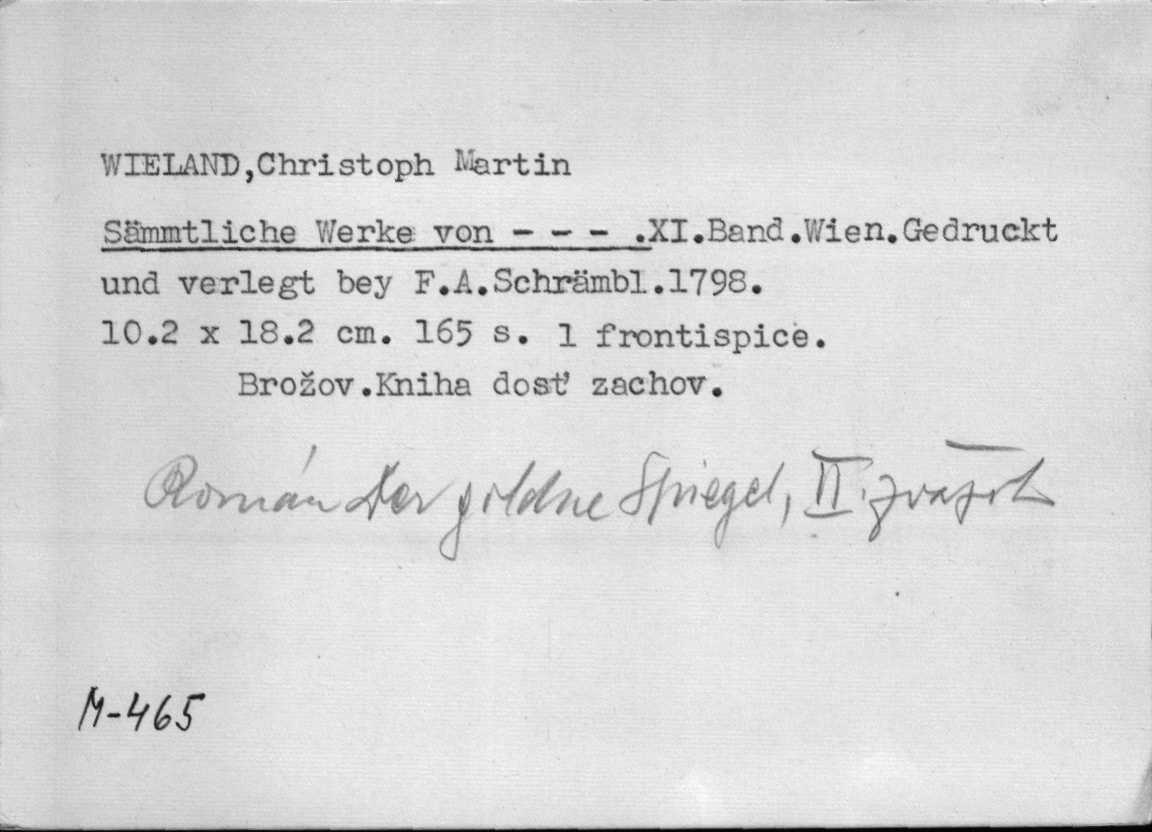 WIELAND,Christoph Martin
Sämmtliche Werke von - - - .XI.Band.Wien.Gedruckt
und verlegt bey F.A.Schrämbl.1798.
10.2 x 18.2 cm. 165 s. 1 frontispice.
Brožov.Kniha dosť zachov.
Román Der goldne Spiegel, II. zväzok
M-465